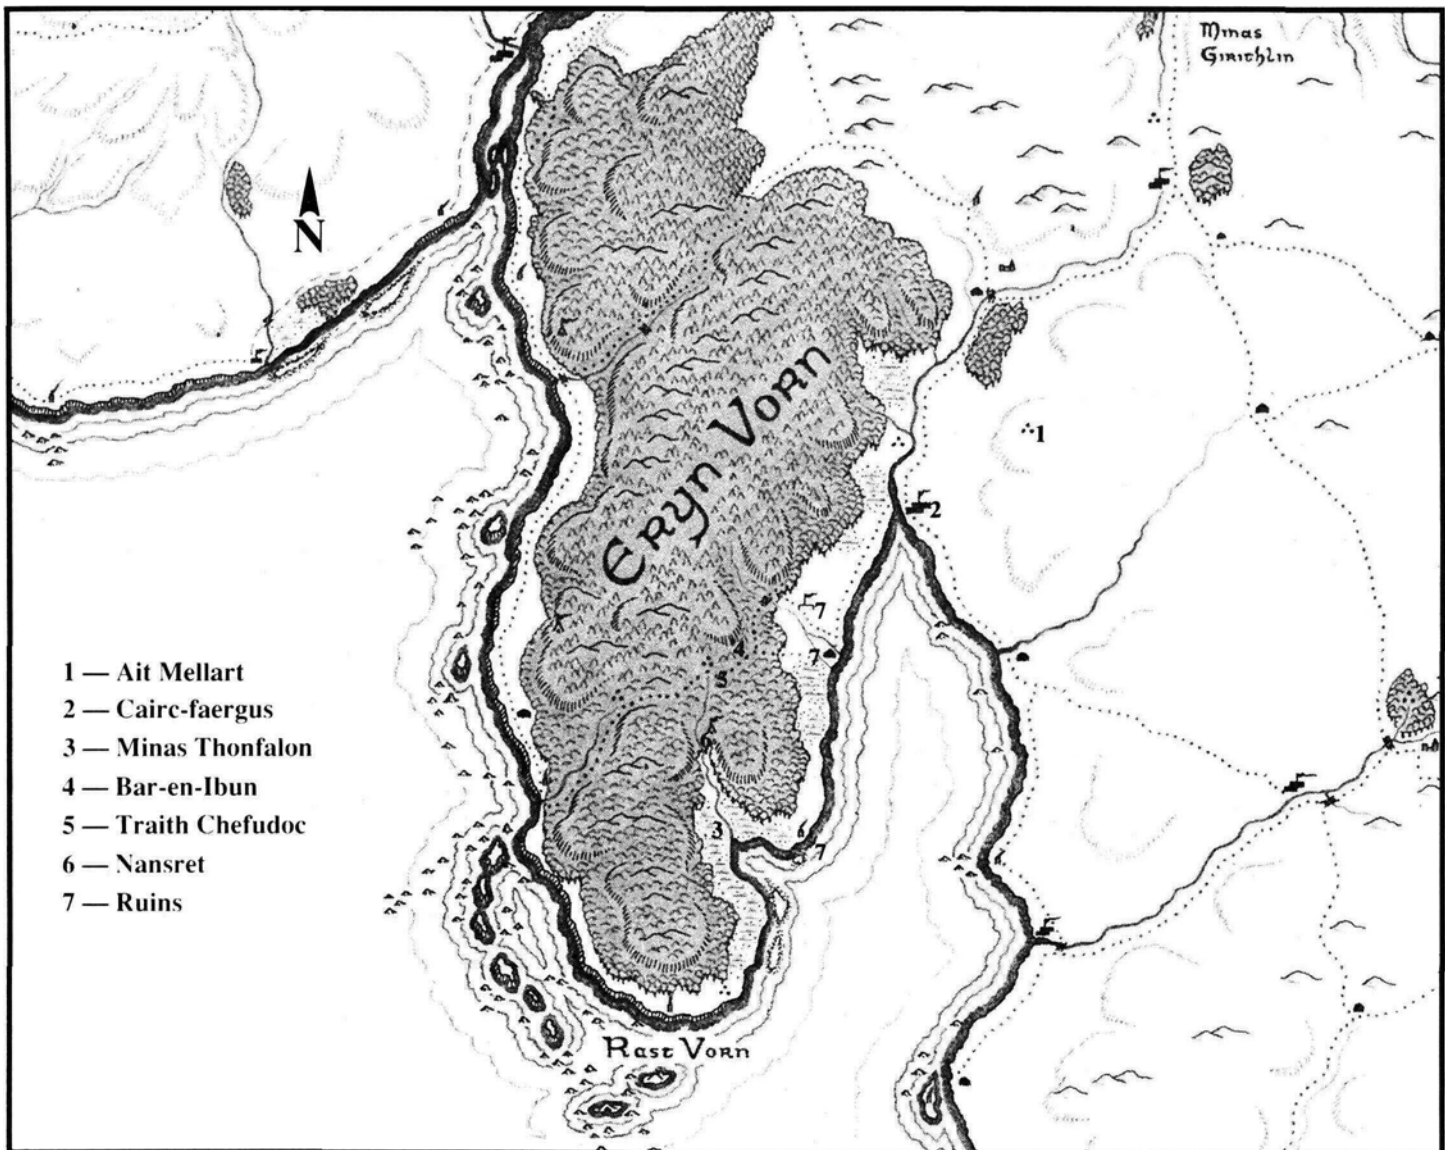 Minas
Girithlin
N
Eryn Vorn
1
2
7
4
7
5
6
3
7
1 — Ait Mellart
2 — Cairc-faergus
3 — Minas Thonfalon
4 — Bar-en-Ibun
5 — Traith Chefudoc
6 — Nansret
7 — Ruins
Rast Vorn